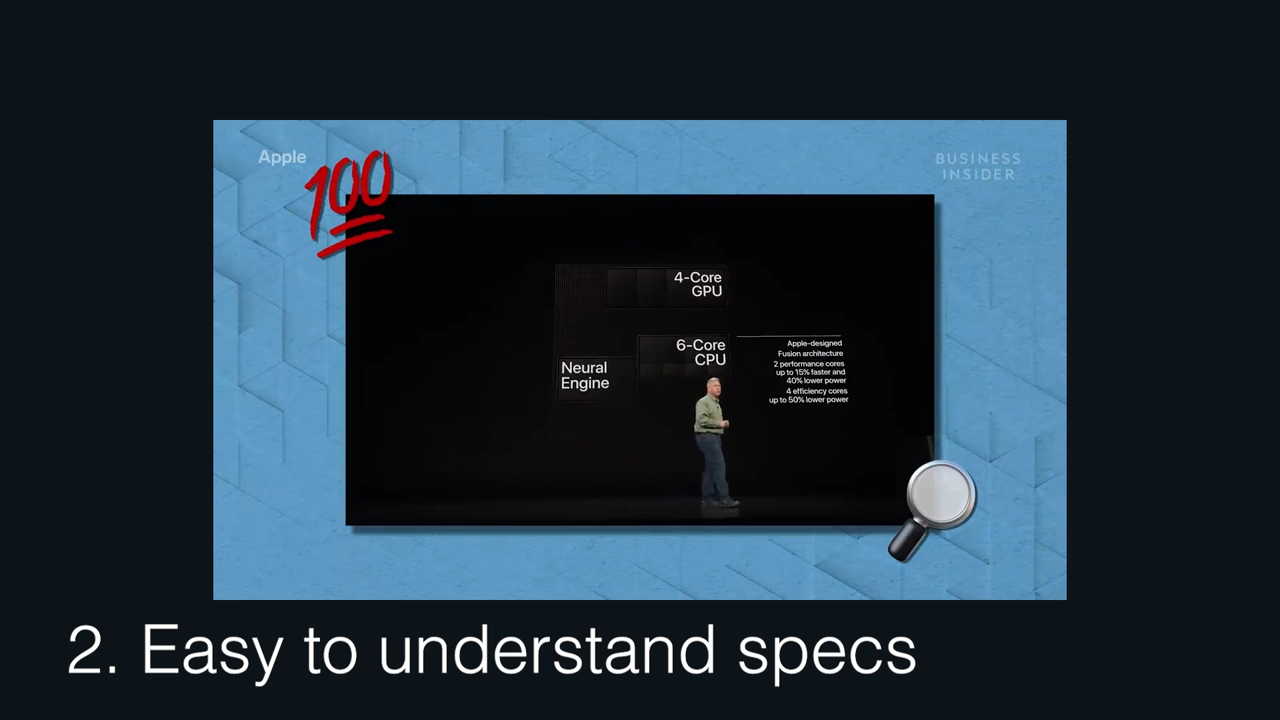 Apple
100
BUSINESS
INSIDER
4-Core
GPU
6-Core
CPU
Neural
Engine
Apple-designed
Fusion architecture
2 performance cores
up to 15% faster and
40% lower power
4 efficiency cores
up to 50% lower power
2. Easy to understand specs